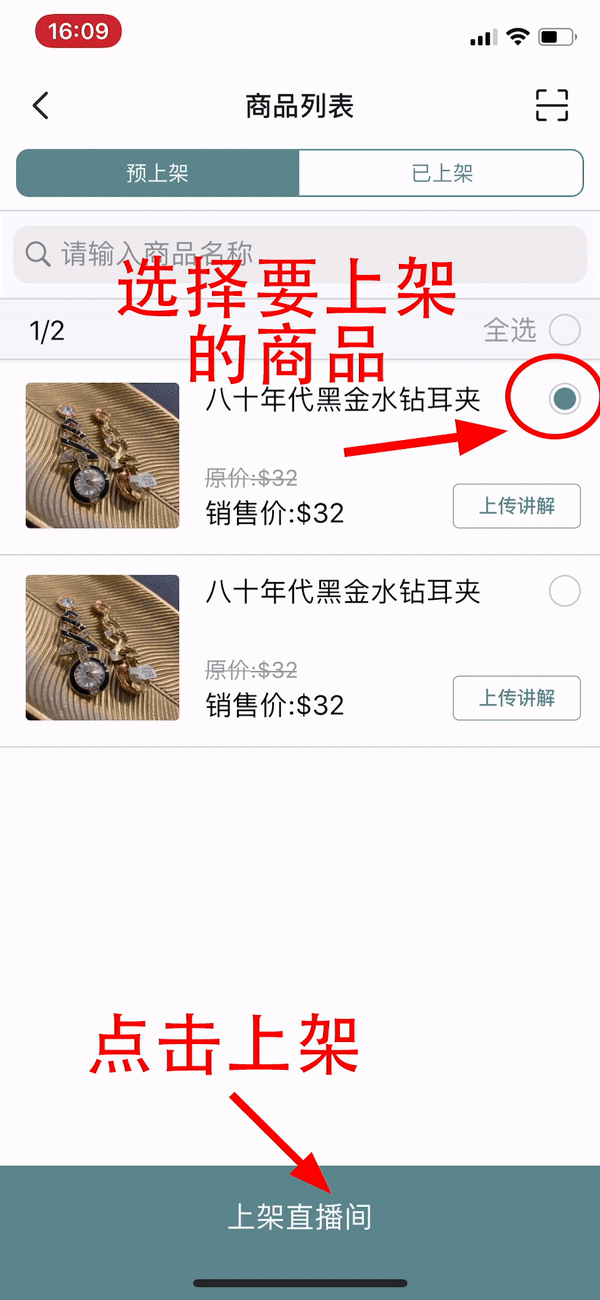 16:09
商品列表
预上架
已上架
请输入商品名称
选择要上架
的商品
1/2
全选
八十年代黑金水钻耳夹
原价:$32
销售价:$32
上传讲解
八十年代黑金水钻耳夹
原价:$32
销售价:$32
上传讲解
点击上架
上架直播间